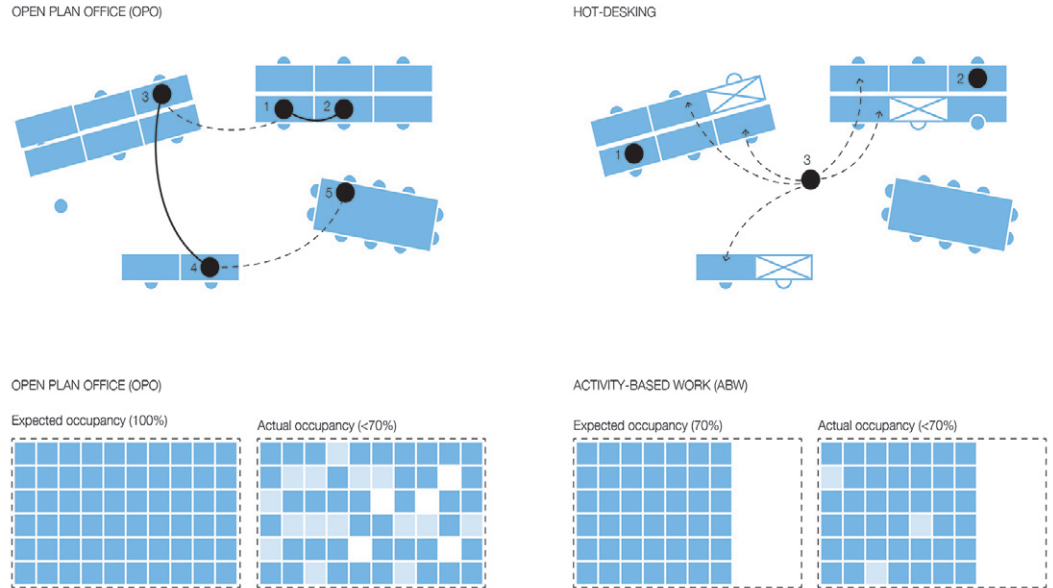 OPEN PLAN OFFICE (OPO)
3
1
2
5
4
HOT-DESKING
2
1
3
OPEN PLAN OFFICE (OPO)
Expected occupancy (100%)
Actual occupancy (<70%)
ACTIVITY-BASED WORK (ABW)
Expected occupancy (70%)
Actual occupancy (<70%)